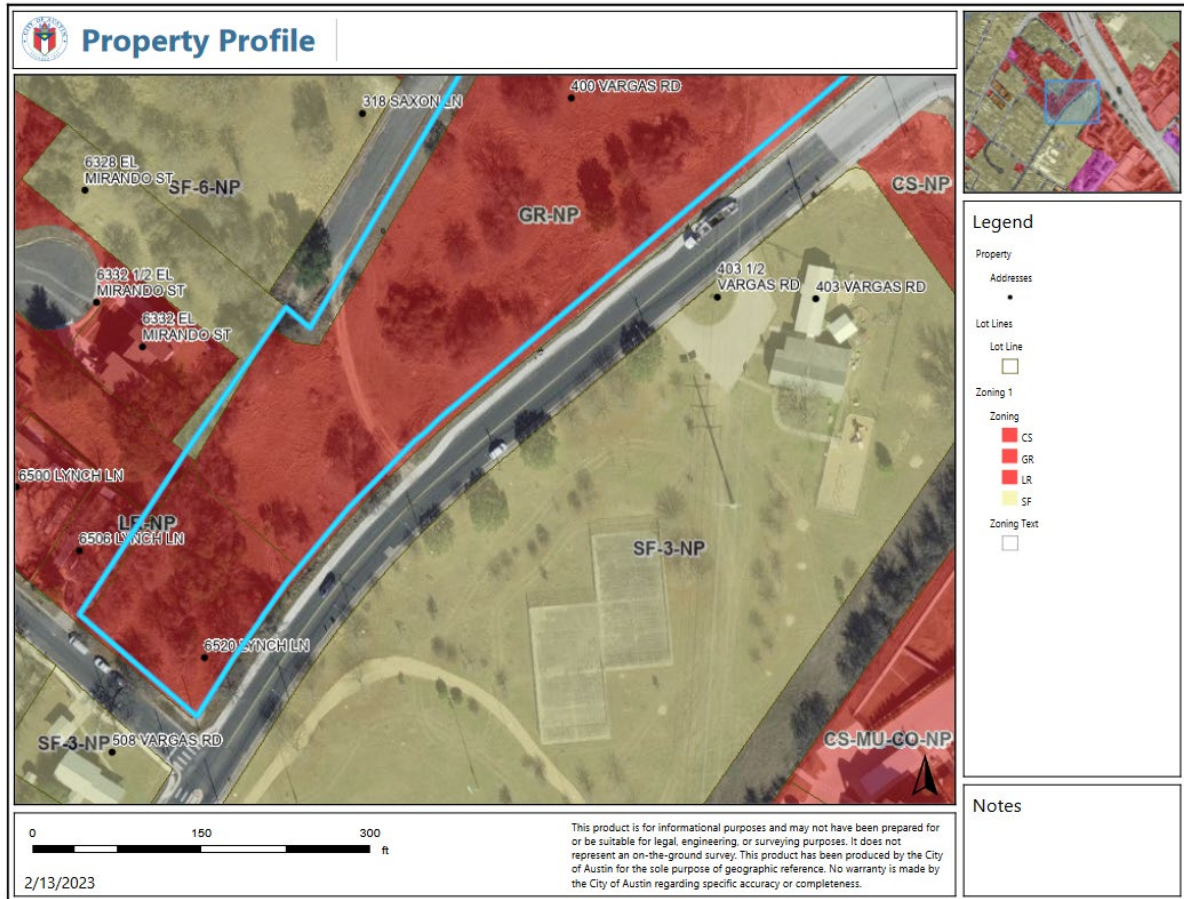 Property Profile
400 VARGAS RD
318 SAXON LN
6328 EL
MIRANDO ST
SF-6-NP
CS-NP
GR-NP
6332 1/2 EL
MIRANDO ST
403 1/2
VARGAS RD
403 VARGAS RD
6332 EL
MIRANDO ST
6500 LYNCH LN
LR-NP
6506 LYNCH LN
SF-3-NP
6520 LYNCH LN
SF-3-NP
508 VARGAS RD
CS-MU-CO-NP
Legend
Property
Addresses
Lot Lines
Lot Line
Zoning 1
Zoning
CS
GR
LR
SF
Zoning Text
Notes
0 150 300
ft
2/13/2023
This product is for informational purposes and may not have been prepared for
or be suitable for legal, engineering, or surveying purposes. It does not
represent an on-the-ground survey. This product has been produced by the City
of Austin for the sole purpose of geographic reference. No warranty is made by
the City of Austin regarding specific accuracy or completeness.